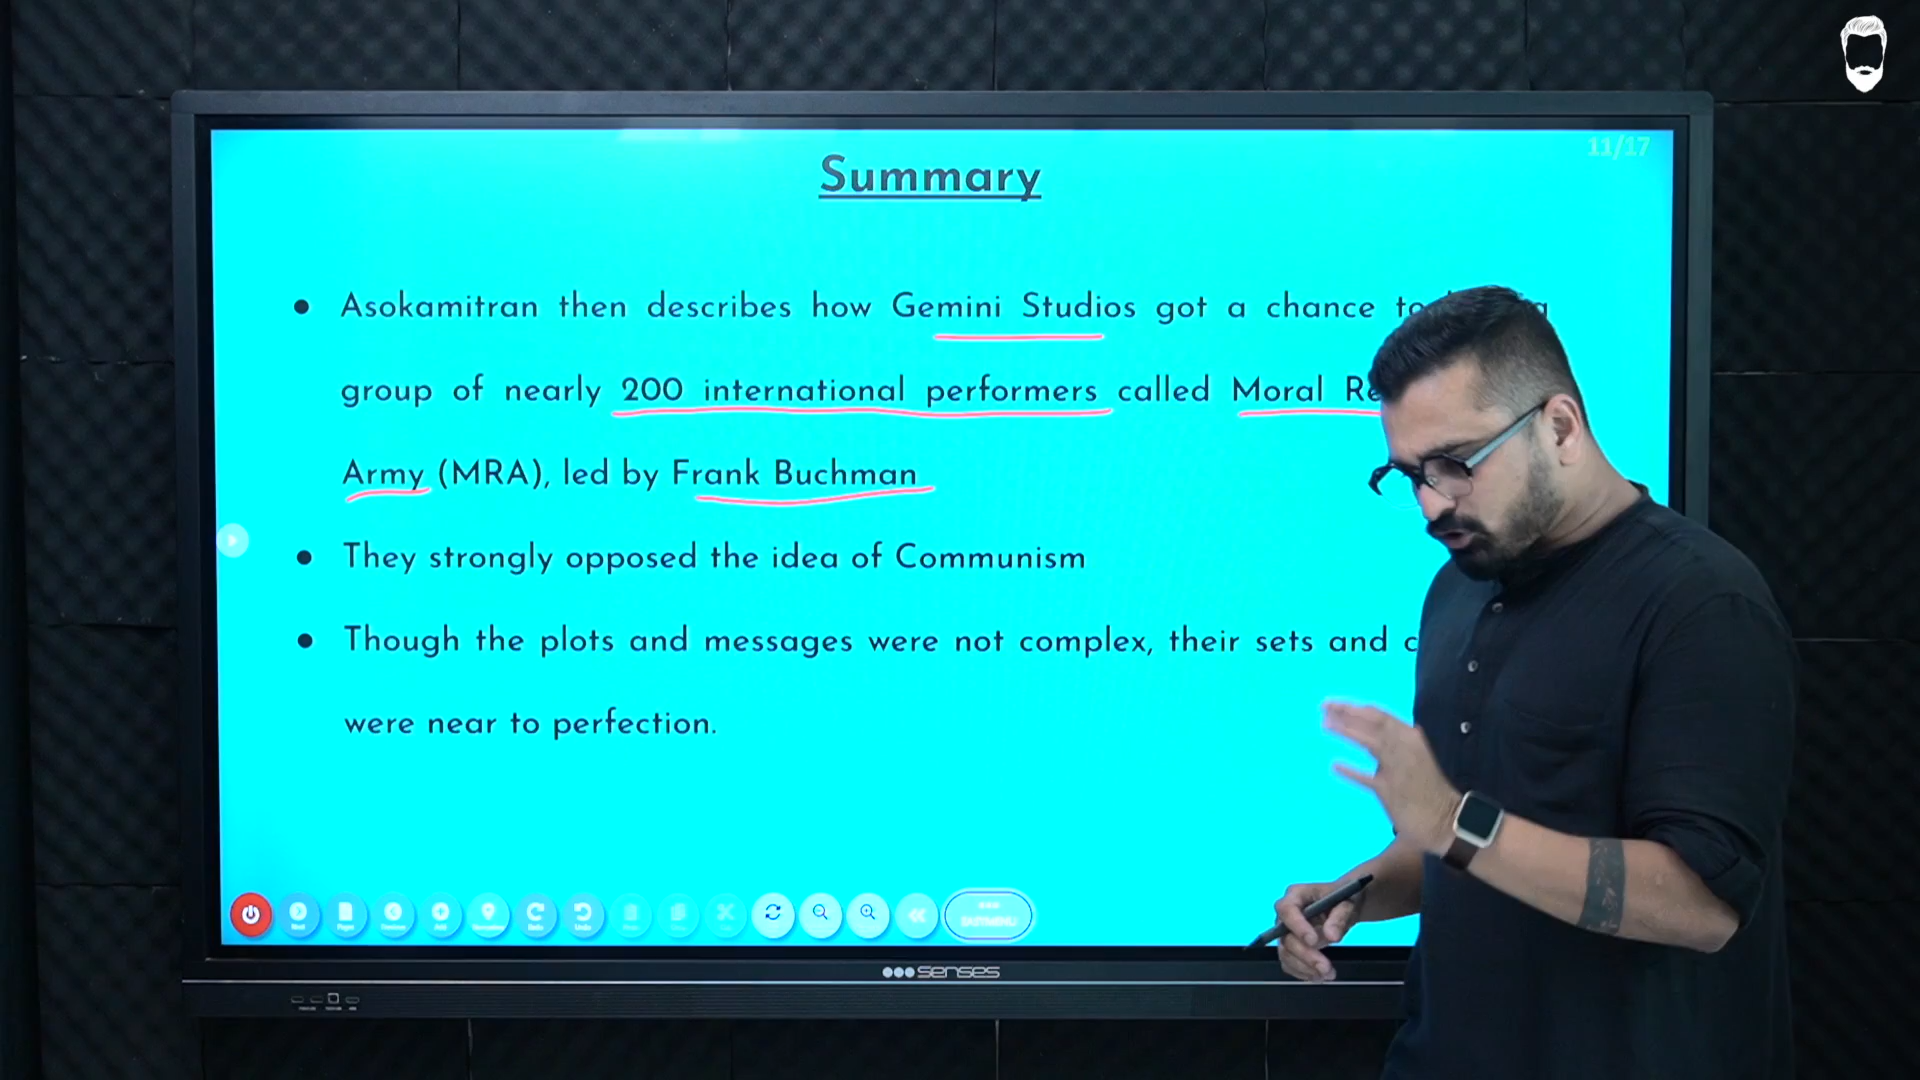 11/17
Summary
● Asokamitran then describes how Gemini Studios got a chance to
group of nearly 200 international performers called Moral Re
Army (MRA), led by Frank Buchman
● They strongly opposed the idea of Communism
● Though the plots and messages were not complex, their sets and c
were near to perfection.
senses